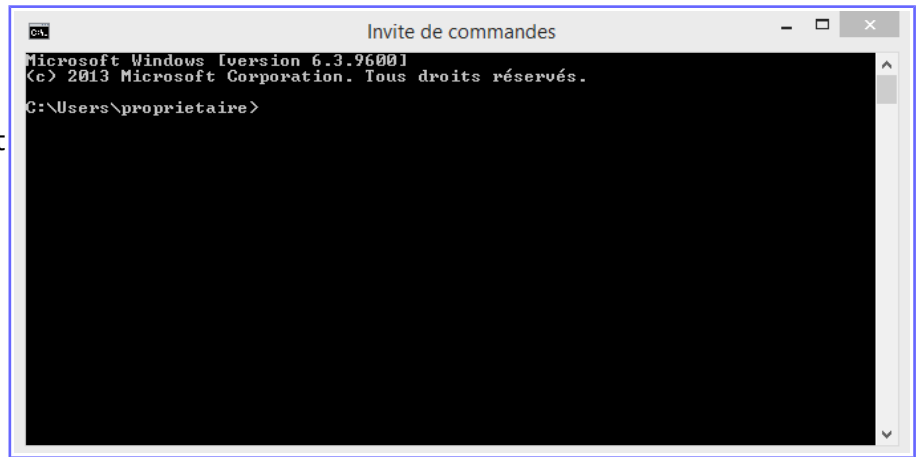 Invite de commandes
Microsoft Windows [version 6.3.9600]
(c) 2013 Microsoft Corporation. Tous droits réservés.
C:\Users\proprietaire>